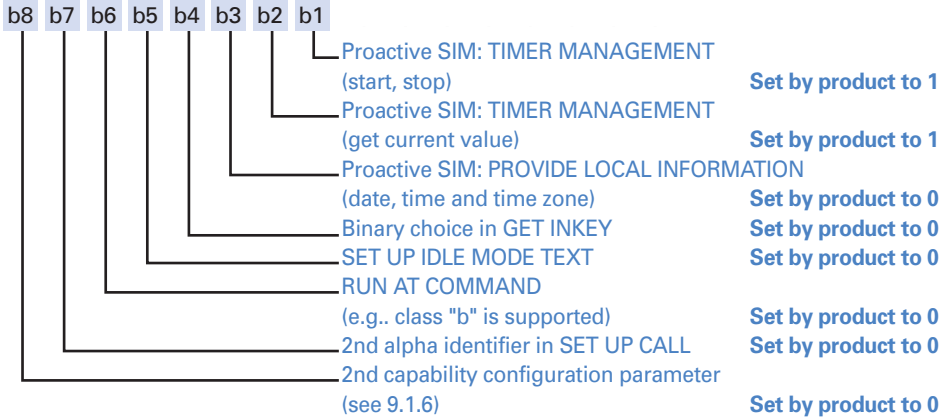 b8 b7 b6 b5 b4 b3 b2 b1
Proactive SIM: TIMER MANAGEMENT
(start, stop) Set by product to 1
Proactive SIM: TIMER MANAGEMENT
(get current value) Set by product to 1
Proactive SIM: PROVIDE LOCAL INFORMATION
(date, time and time zone) Set by product to 0
Binary choice in GET INKEY Set by product to 0
SET UP IDLE MODE TEXT Set by product to 0
RUN AT COMMAND
(e.g.. class "b" is supported) Set by product to 0
2nd alpha identifier in SET UP CALL Set by product to 0
2nd capability configuration parameter
(see 9.1.6) Set by product to 0